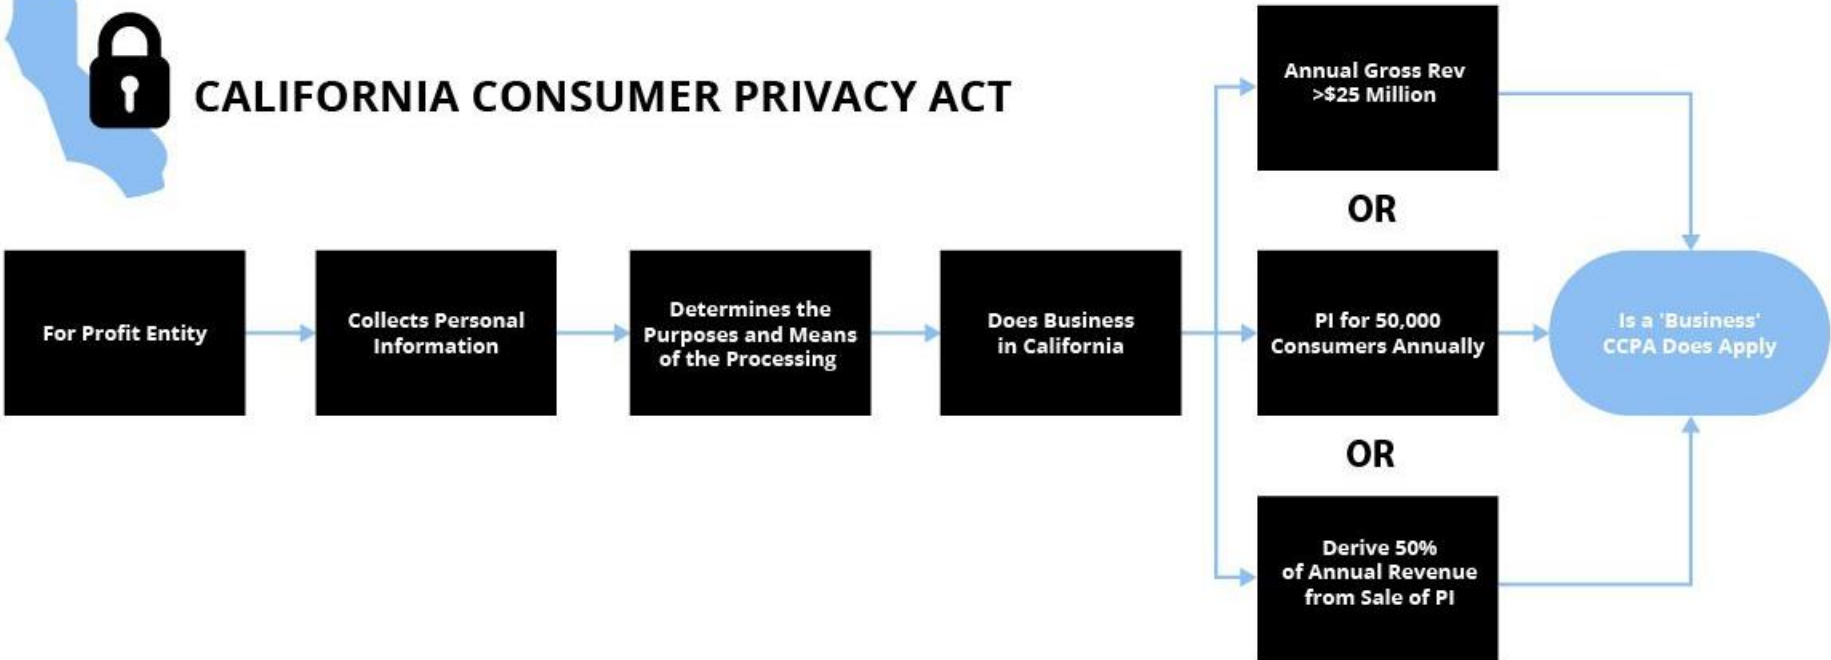 CALIFORNIA CONSUMER PRIVACY ACT
For Profit Entity
Collects Personal
Information
Determines the
Purposes and Means
of the Processing
Does Business
in California
Annual Gross Rev
>$25 Million
OR
PI for 50,000
Consumers Annually
OR
Derive 50%
of Annual Revenue
from Sale of PI
Is a 'Business'
CCPA Does Apply